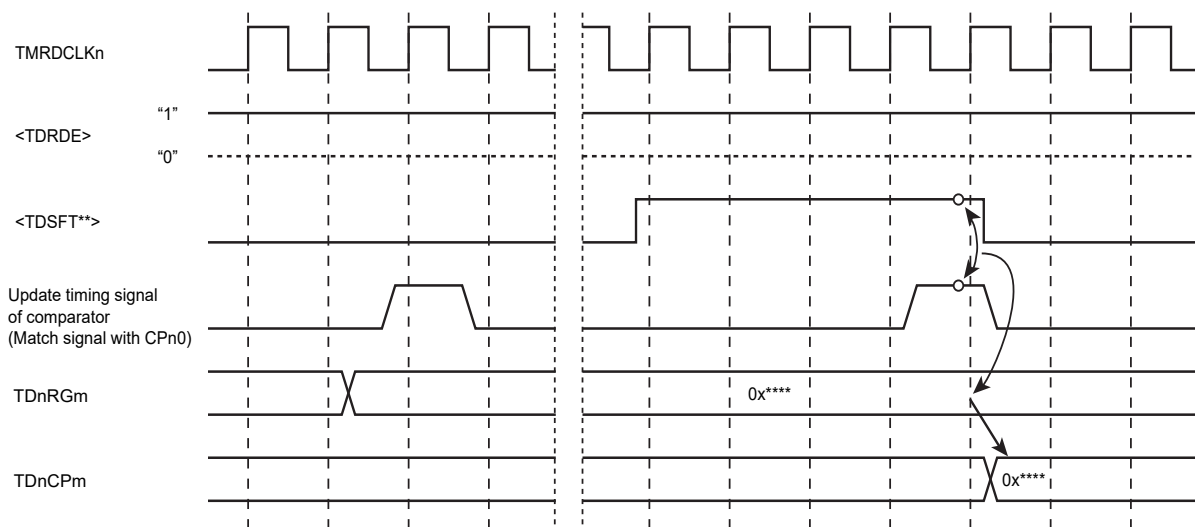 TMRDCLKn
“1”
<TDRDE>
“0”
<TDSFT**>
Update timing signal
of comparator
(Match signal with CPn0)
TDnRGm
0x****
TDnCPm
0x****